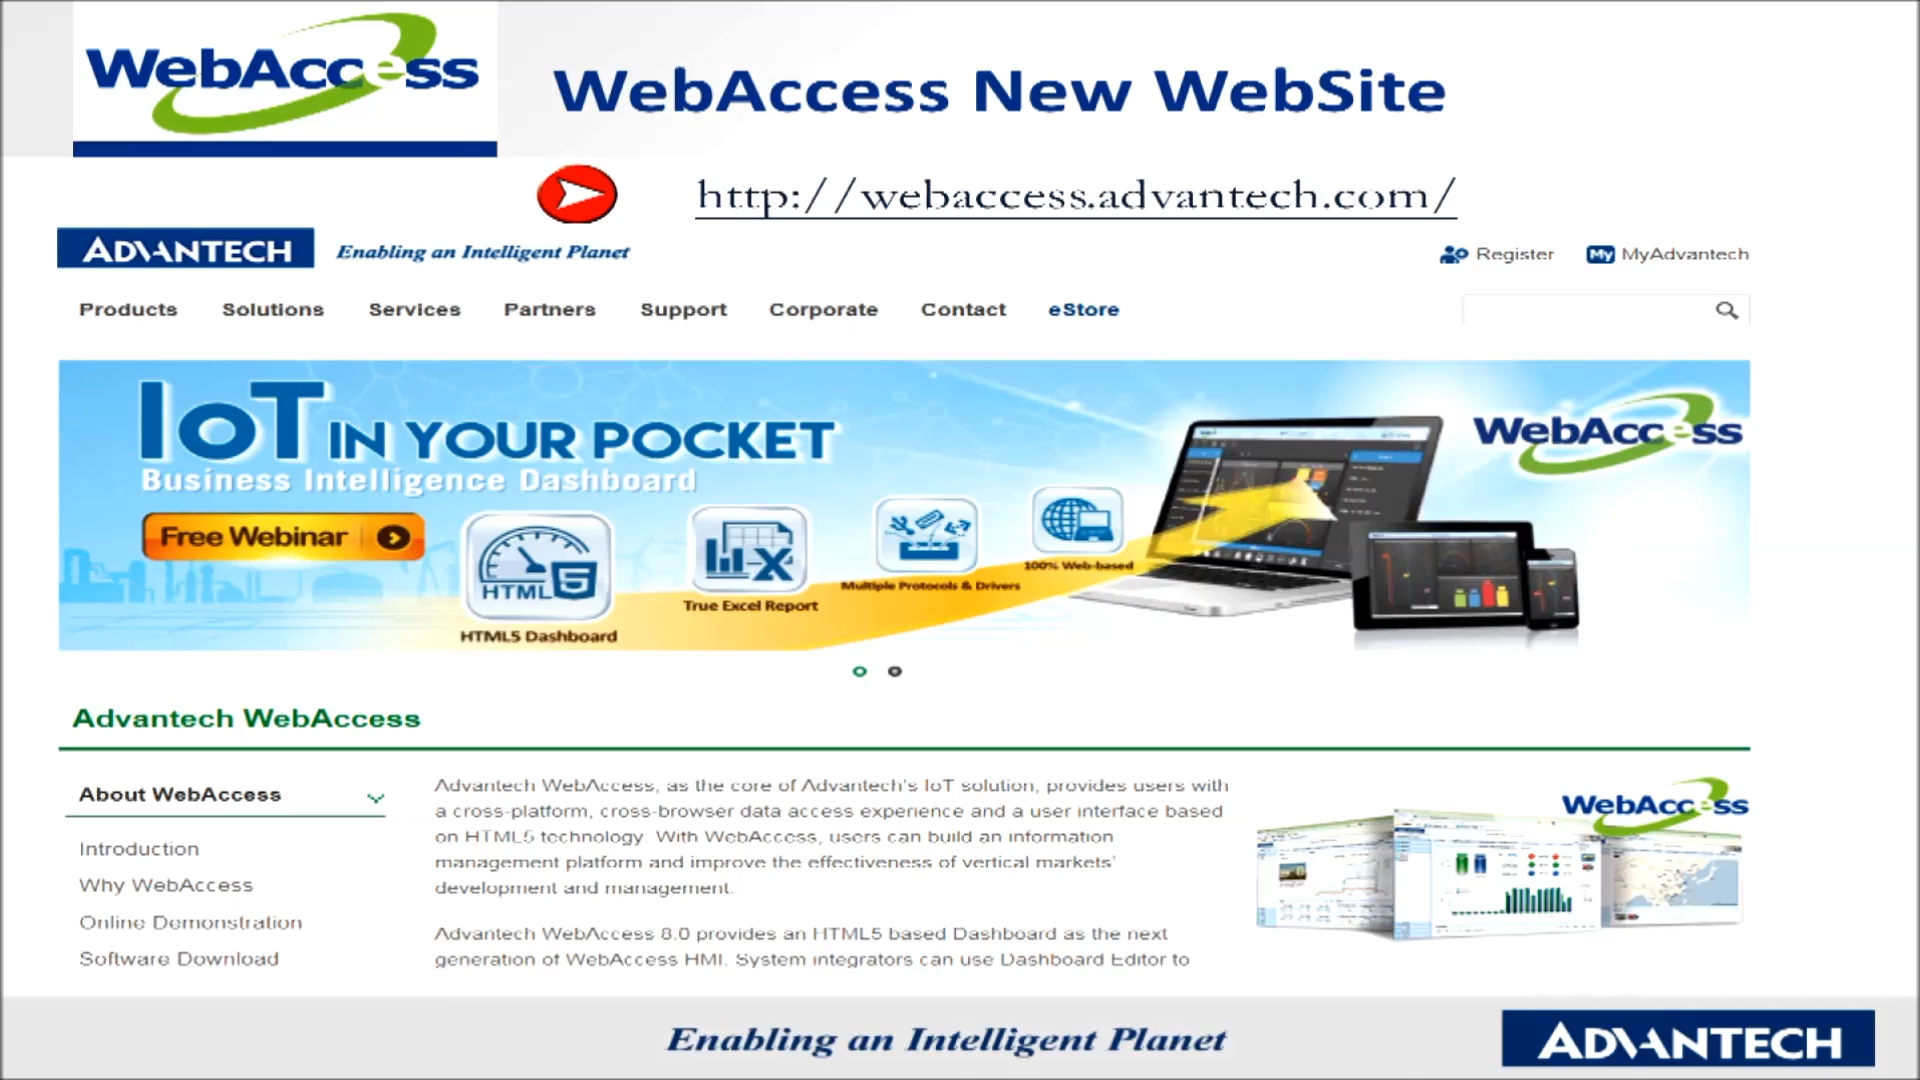 WebAccess
WebAccess New WebSite
http://webaccess.advantech.com/
ADVANTECH Enabling an Intelligent Planet
Register My MyAdvantech
Products Solutions Services Partners Support Corporate Contact eStore
IoT IN YOUR POCKET
Business Intelligence Dashboard
WebAccess
Free Webinar
HTML 5
HTML5 Dashboard
True Excel Report
Multiple Protocols & Drivers
100% Web-based
Advantech WebAccess
About WebAccess
Introduction
Why WebAccess
Online Demonstration
Software Download
Advantech WebAccess, as the core of Advantech's IoT solution, provides users with
a cross-platform, cross-browser data access experience and a user interface based
on HTML5 technology. With WebAccess, users can build an information
management platform and improve the effectiveness of vertical markets'
development and management.
Advantech WebAccess 8.0 provides an HTML5 based Dashboard as the next
generation of WebAccess HMI. System integrators can use Dashboard Editor to
WebAccess
Enabling an Intelligent Planet
ADVANTECH